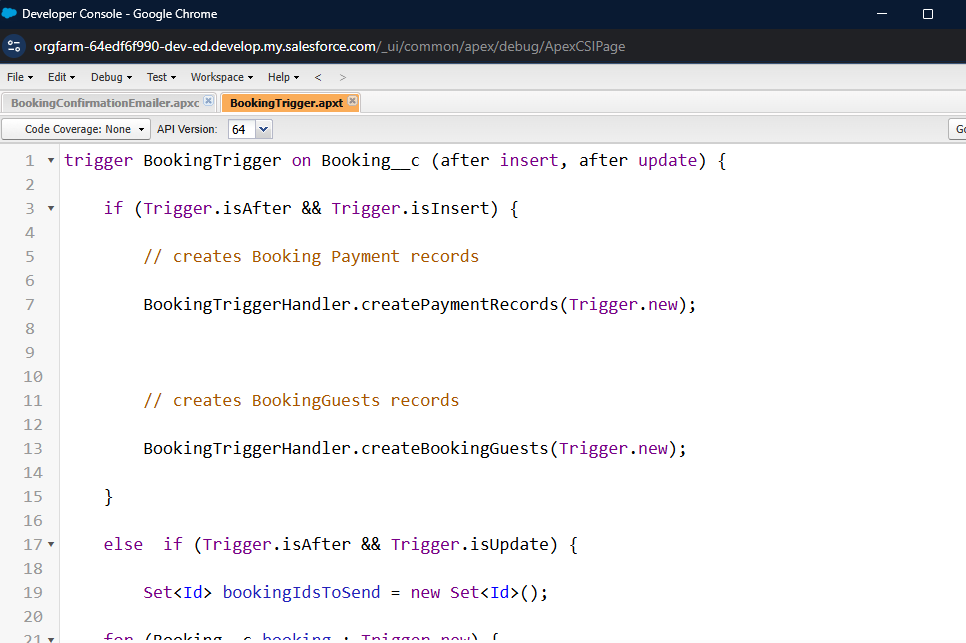 Developer Console - Google Chrome
orgfarm-64edf6f990-dev-ed.develop.my.salesforce.com/_ui/common/apex/debug/ApexCSIPage
File Edit Debug Test Workspace Help < >
BookingConfirmationEmailer.apxc BookingTrigger.apxt
Code Coverage: None API Version: 64 Go
1 trigger BookingTrigger on Booking__c (after insert, after update) {
2
3 if (Trigger.isAfter && Trigger.isInsert) {
4
5 // creates Booking Payment records
6
7 BookingTriggerHandler.createPaymentRecords(Trigger.new);
8
9
10
11 // creates BookingGuests records
12
13 BookingTriggerHandler.createBookingGuests(Trigger.new);
14
15 }
16
17 else  if (Trigger.isAfter && Trigger.isUpdate) {
18
19 Set<Id> bookingIdsToSend = new Set<Id>();
20
21 for (Booking__c booking : Trigger.new) {